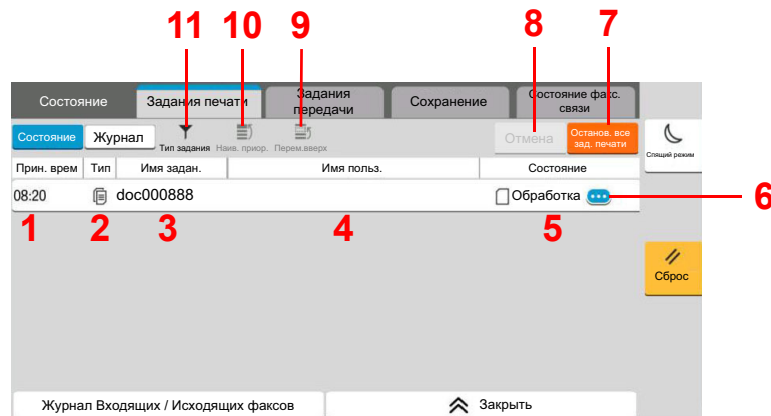 11 10 9 8 7
Состояние Задания печати Задания передачи Сохранение Состояние факс. связи
Состояние Журнал Тип задания Наив. приор. Перем.вверх Отмена Останов. все зад. печати Спящий режим
Прин. врем Тип Имя задан. Имя польз. Состояние
08:20 doc000888 Обработка 6
1 2 3 4 5
Сброс
Журнал Входящих / Исходящих факсов Закрыть